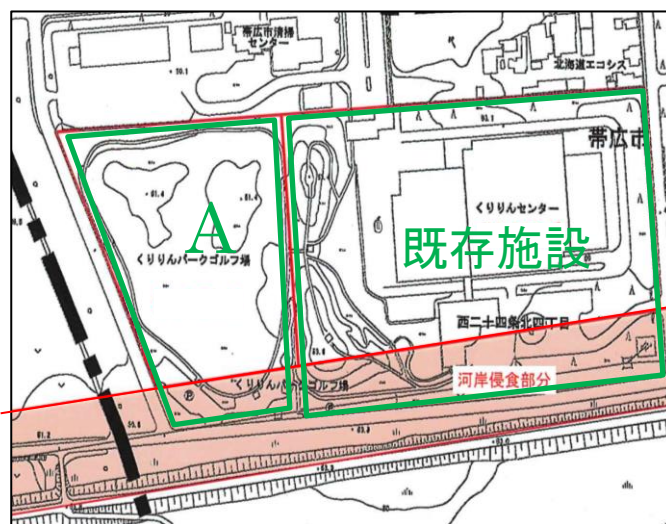 帯広市清掃
センター
北海道エコシス
帯広市
A
くりりんセンター
くりりんパークゴルフ場
既存施設
西二十四条北四丁目
河岸侵食部分
くりりんパークゴルフ場